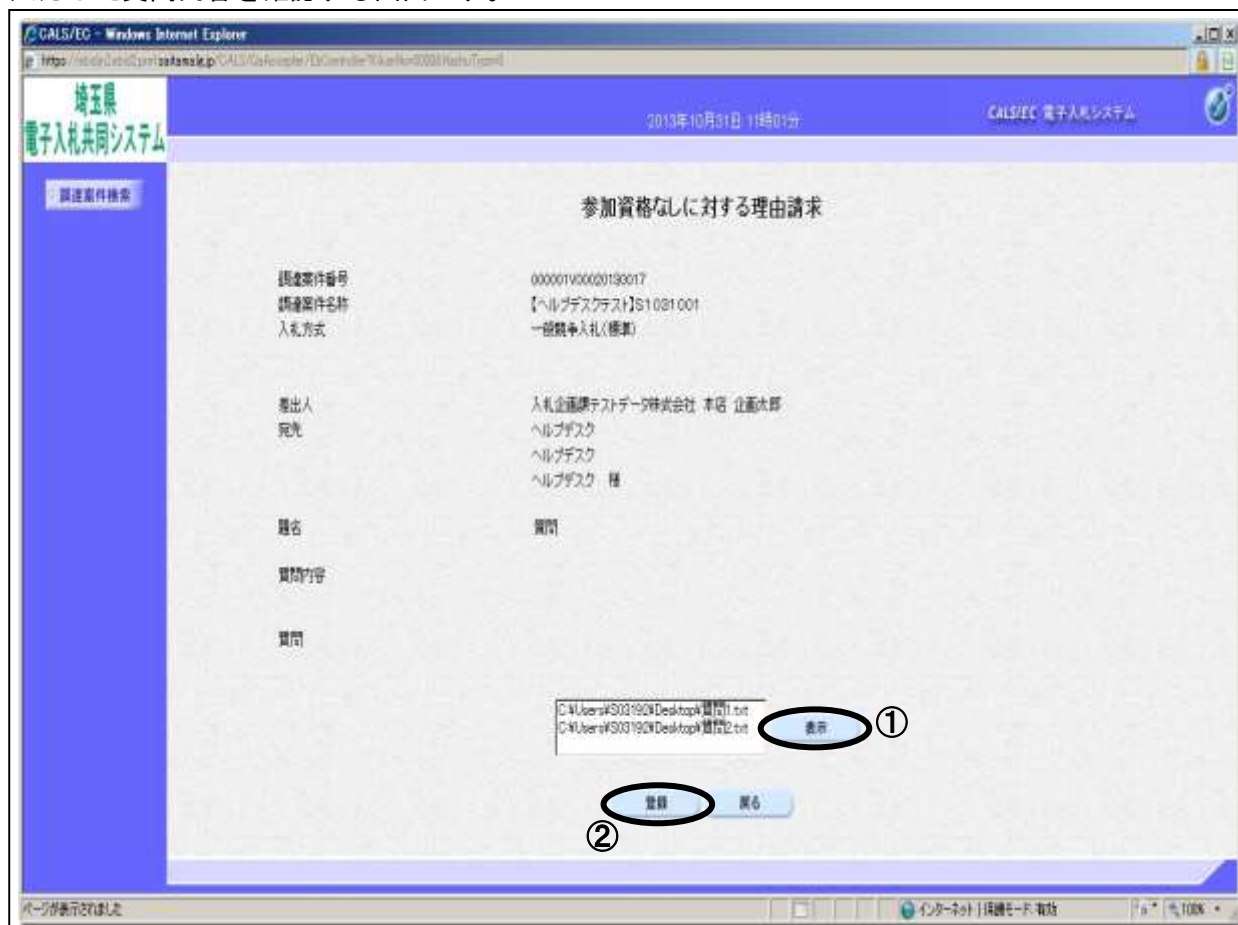 CALS/EC - Windows Internet Explorer
埼玉県
電子入札共同システム
2013年10月31日 11時01分
CALS/EC 電子入札システム
調達案件検索
参加資格なしに対する理由請求
調達案件番号
000001V00020130017
調達案件名称
【ヘルプデスクテスト】S1031001
入札方式
一般競争入札(標準)
差出人
入札企画課テストデータ株式会社 本店 企画太郎
宛先
ヘルプデスク
ヘルプデスク
ヘルプデスク 様
題名
質問
質問内容
質問
C:¥Users¥S03192¥Desktop¥質問1.txt
C:¥Users¥S03192¥Desktop¥質問2.txt
表示
①
登録
戻る
②
ページが表示されました
インターネット | 保護モード: 有効
100%